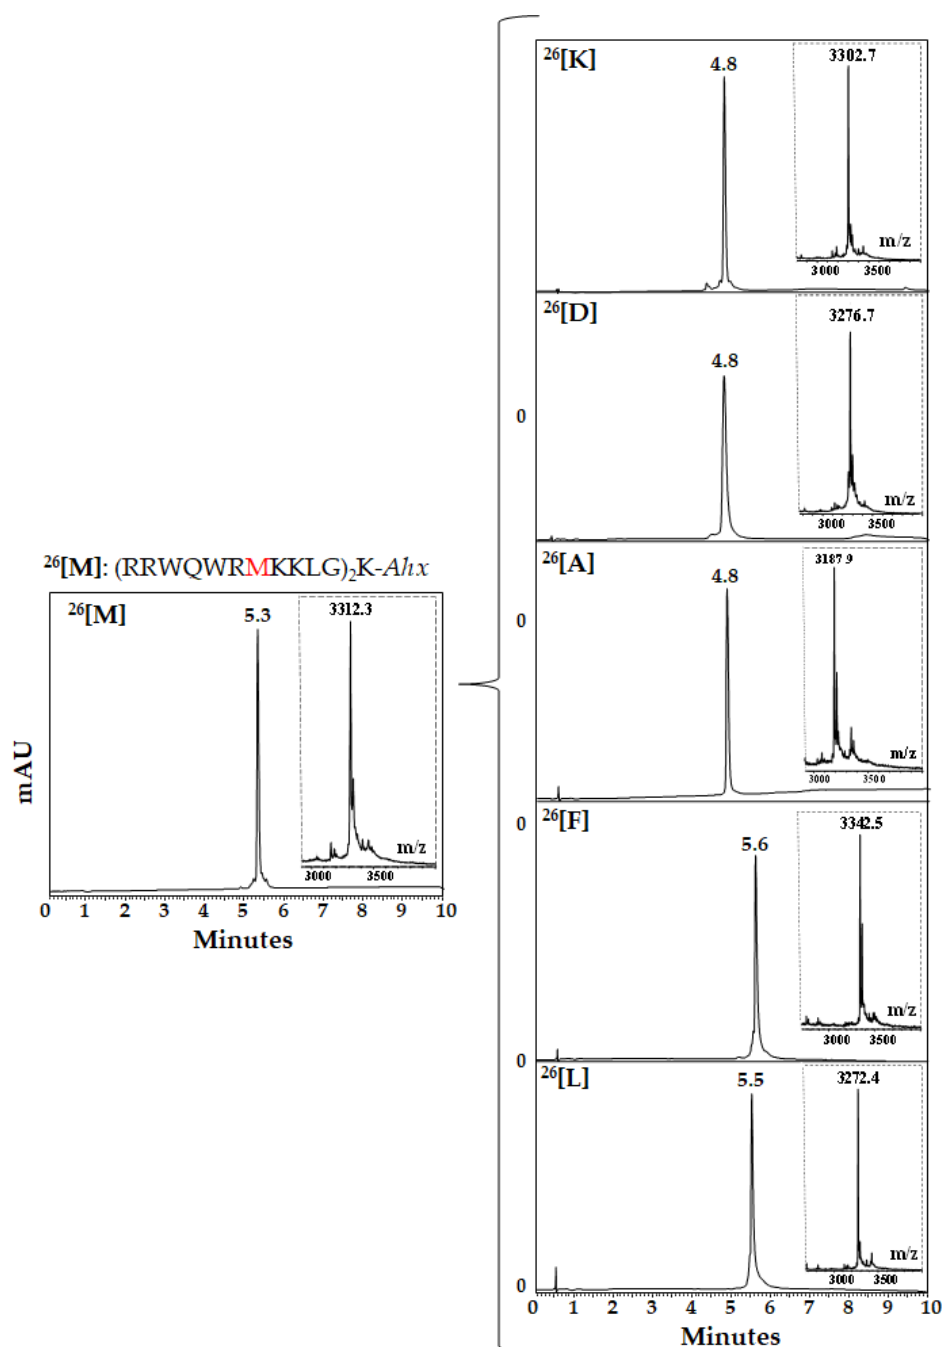 ²⁶[M]: (RRWQWRMKKLG)₂K-Ahx
²⁶[M]
5.3
3312.3
m/z
3000 3500
mAU
0 1 2 3 4 5 6 7 8 9 10
Minutes
²⁶[K]
4.8
3302.7
m/z
3000 3500
²⁶[D]
4.8
3276.7
0
m/z
3000 3500
²⁶[A]
4.8
3187.9
0
m/z
3000 3500
²⁶[F]
0
5.6
3342.5
m/z
3000 3500
0
²⁶[L]
5.5
3272.4
m/z
3000 3500
0
0 1 2 3 4 5 6 7 8 9 10
Minutes